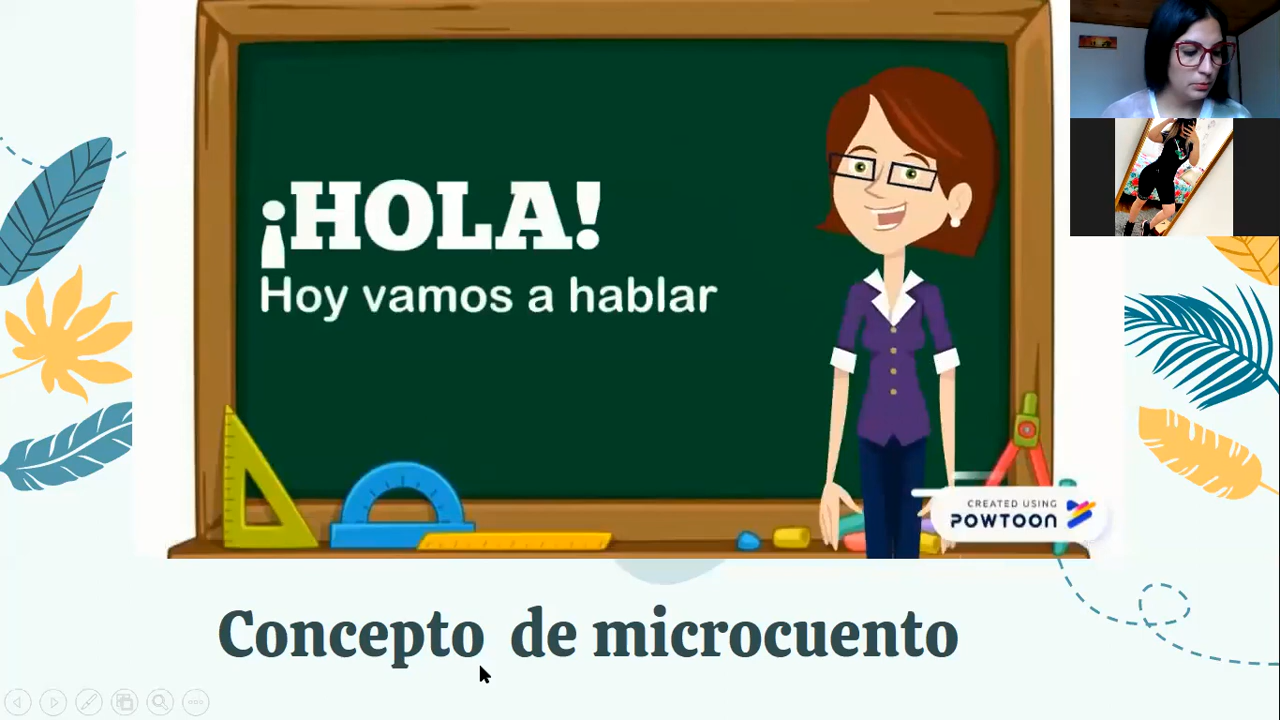 ¡HOLA!
Hoy vamos a hablar
CREATED USING
POWTOON
Concepto de microcuento